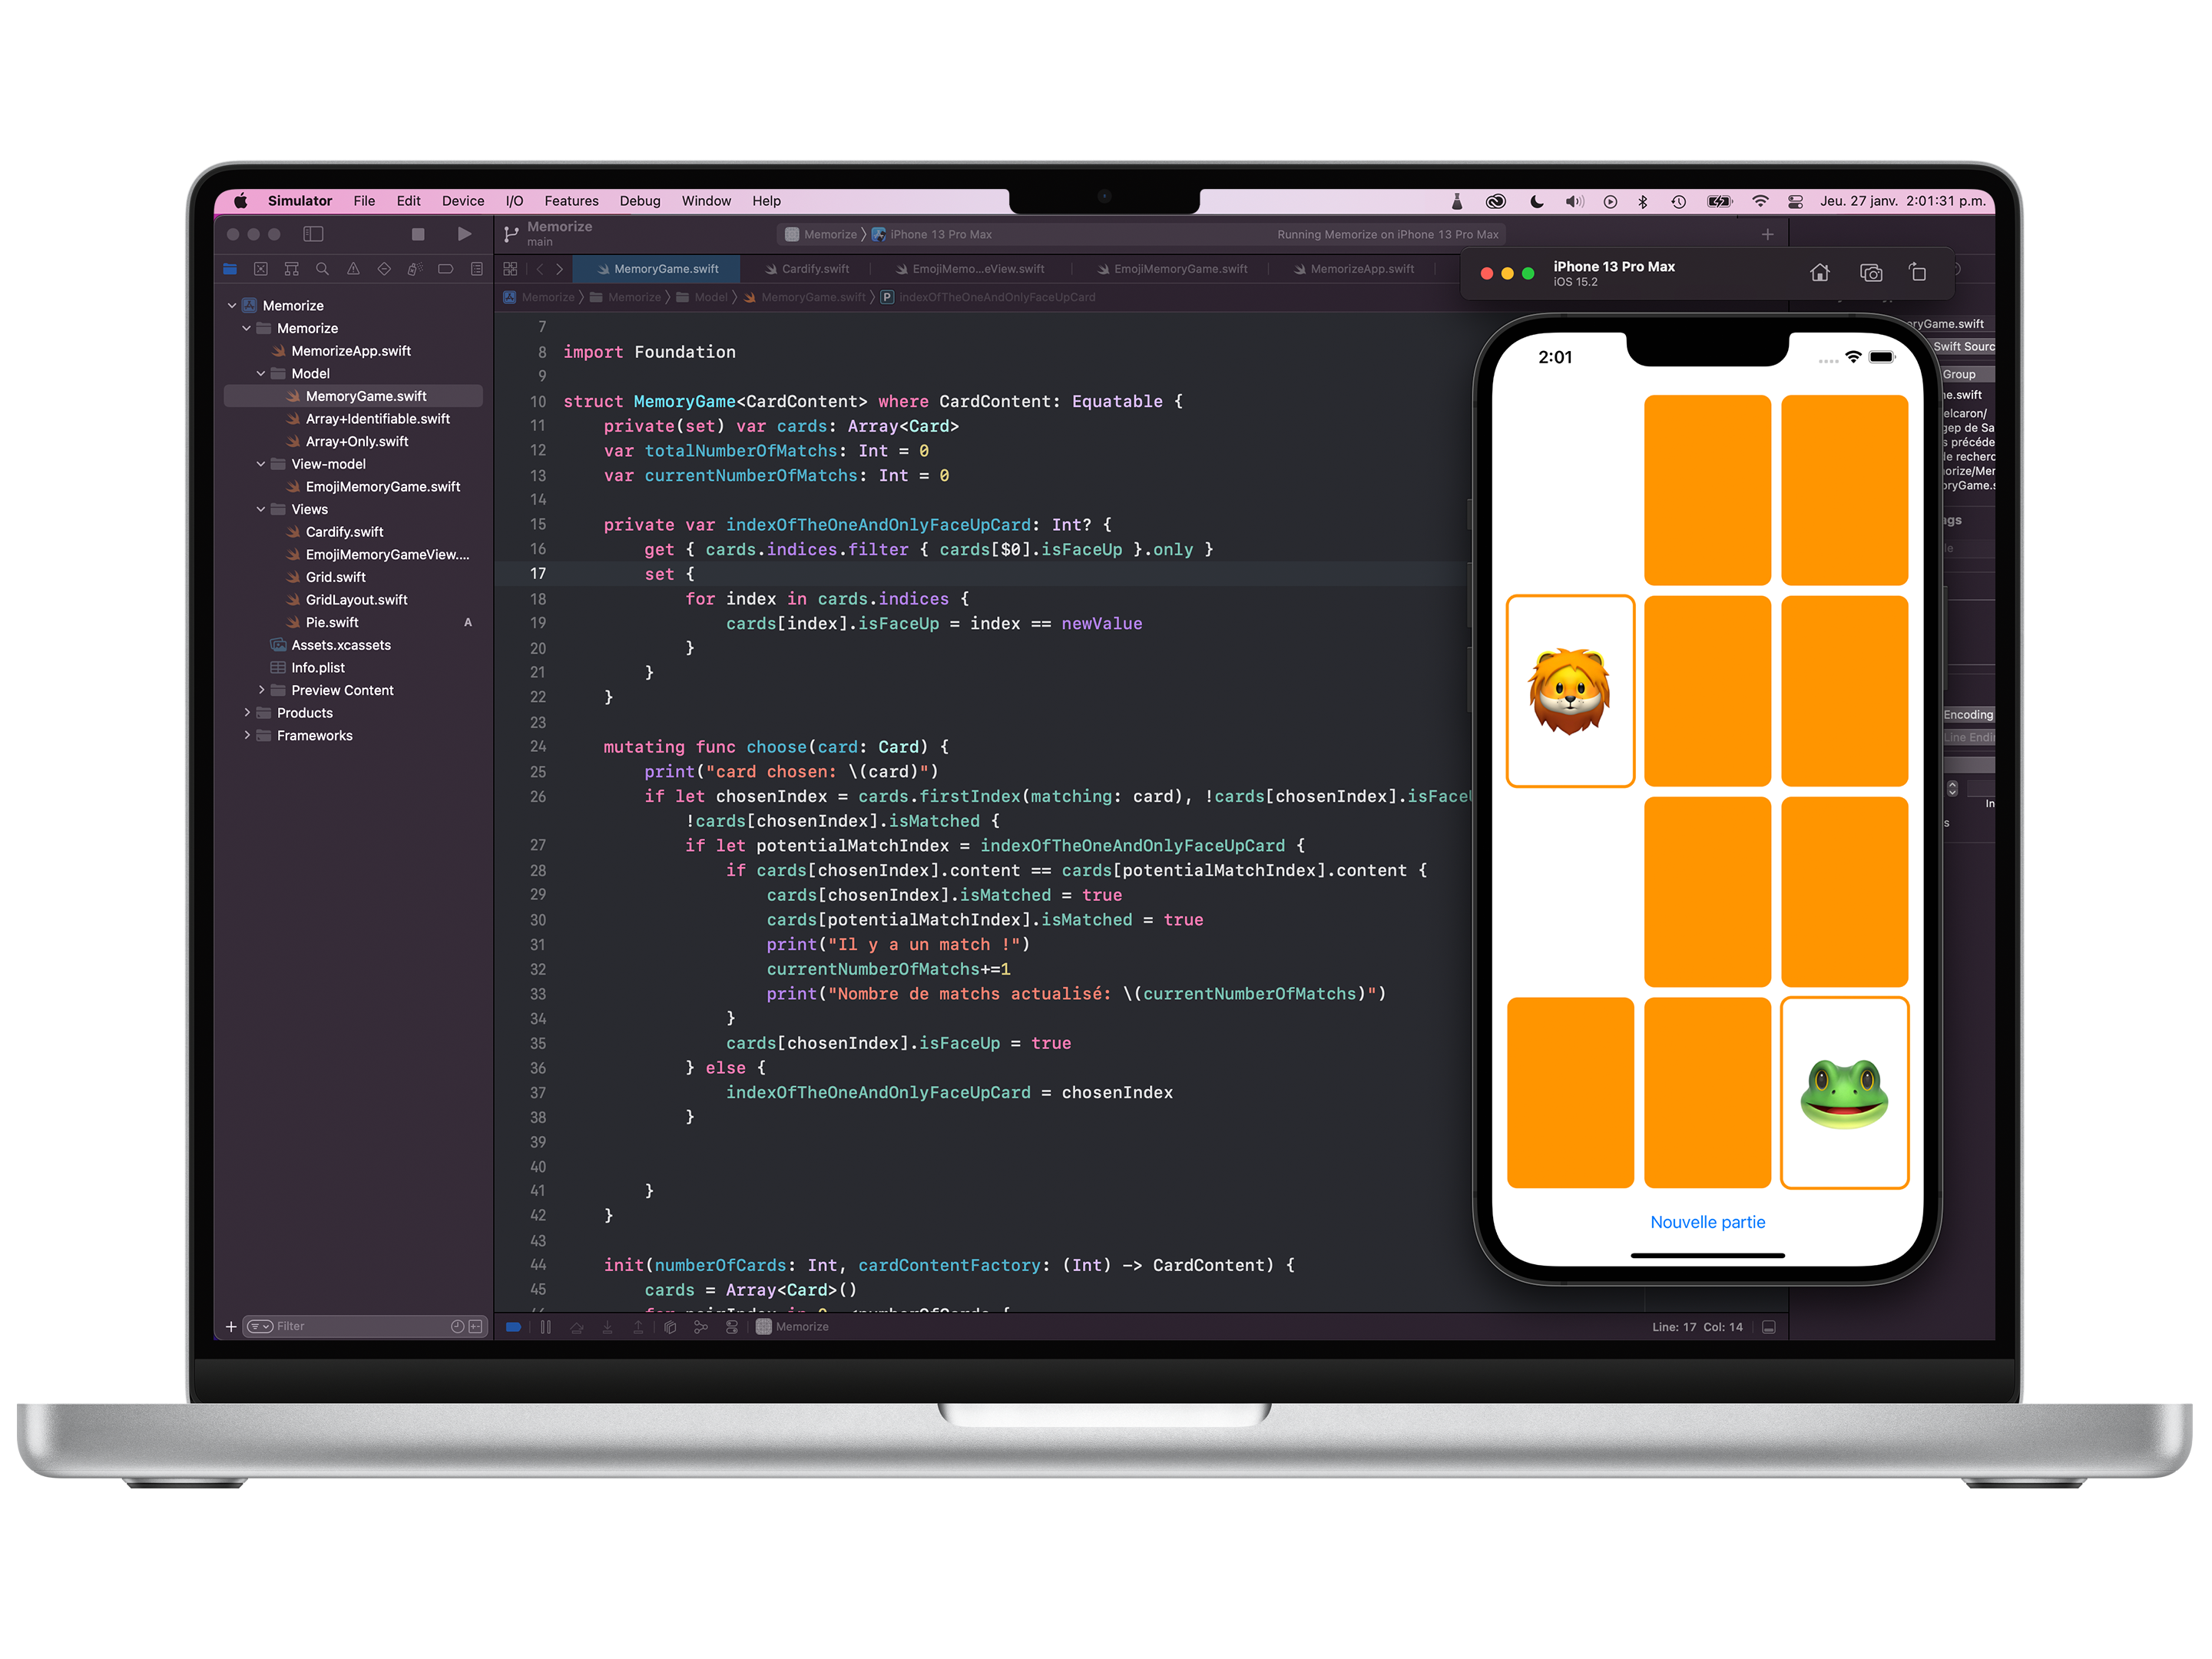 Simulator File Edit Device I/O Features Debug Window Help Jeu. 27 janv. 2:01:31 p.m.
Memorize
main
Memorize iPhone 13 Pro Max Running Memorize on iPhone 13 Pro Max
MemoryGame.swift Cardify.swift EmojiMemo...eView.swift EmojiMemoryGame.swift MemorizeApp.swift
Memorize Memorize Model MemoryGame.swift P indexOfTheOneAndOnlyFaceUpCard
Memorize
Memorize
MemorizeApp.swift
Model
MemoryGame.swift
Array+Identifiable.swift
Array+Only.swift
View-model
EmojiMemoryGame.swift
Views
Cardify.swift
EmojiMemoryGameView....
Grid.swift
GridLayout.swift
Pie.swift A
Assets.xcassets
Info.plist
Preview Content
Products
Frameworks
Filter
7
8 import Foundation
9
10 struct MemoryGame<CardContent> where CardContent: Equatable {
11 private(set) var cards: Array<Card>
12 var totalNumberOfMatchs: Int = 0
13 var currentNumberOfMatchs: Int = 0
14
15 private var indexOfTheOneAndOnlyFaceUpCard: Int? {
16 get { cards.indices.filter { cards[$0].isFaceUp }.only }
17 set {
18 for index in cards.indices {
19 cards[index].isFaceUp = index == newValue
20 }
21 }
22 }
23
24 mutating func choose(card: Card) {
25 print("card chosen: \(card)")
26 if let chosenIndex = cards.firstIndex(matching: card), !cards[chosenIndex].isFaceU
!cards[chosenIndex].isMatched {
27 if let potentialMatchIndex = indexOfTheOneAndOnlyFaceUpCard {
28 if cards[chosenIndex].content == cards[potentialMatchIndex].content {
29 cards[chosenIndex].isMatched = true
30 cards[potentialMatchIndex].isMatched = true
31 print("Il y a un match !")
32 currentNumberOfMatchs+=1
33 print("Nombre de matchs actualisé: \(currentNumberOfMatchs)")
34 }
35 cards[chosenIndex].isFaceUp = true
36 } else {
37 indexOfTheOneAndOnlyFaceUpCard = chosenIndex
38 }
39
40
41 }
42 }
43
44 init(numberOfCards: Int, cardContentFactory: (Int) -> CardContent) {
45 cards = Array<Card>()
Memorize
Line: 17 Col: 14
iPhone 13 Pro Max
iOS 15.2
2:01
Nouvelle partie
oryGame.swift
Swift Sourc
Group
ne.swift
elcaron/
gep de Sa
s précéde
le recherc
norize/Mer
oryGame.s
ags
le
Encoding
Line Endi
In
s